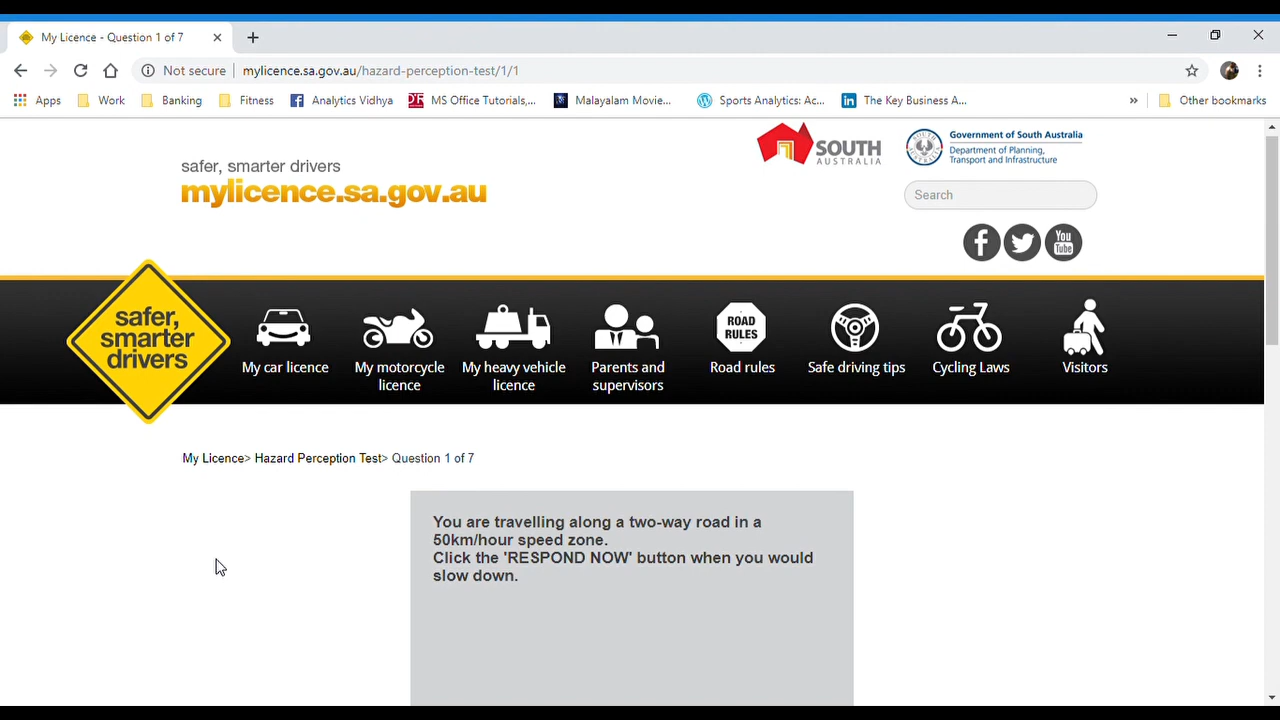 My Licence - Question 1 of 7
Not secure
mylicence.sa.gov.au/hazard-perception-test/1/1
Apps
Work
Banking
Fitness
Analytics Vidhya
MS Office Tutorials,...
Malayalam Movie...
Sports Analytics: Ac...
The Key Business A...
»
Other bookmarks
safer, smarter drivers
mylicence.sa.gov.au
SOUTH
AUSTRALIA
Government of South Australia
Department of Planning,
Transport and Infrastructure
Search
You
Tube
safer,
smarter
drivers
ROAD
RULES
My car licence
My motorcycle
licence
My heavy vehicle
licence
Parents and
supervisors
Road rules
Safe driving tips
Cycling Laws
Visitors
My Licence> Hazard Perception Test> Question 1 of 7
You are travelling along a two-way road in a
50km/hour speed zone.
Click the 'RESPOND NOW' button when you would
slow down.